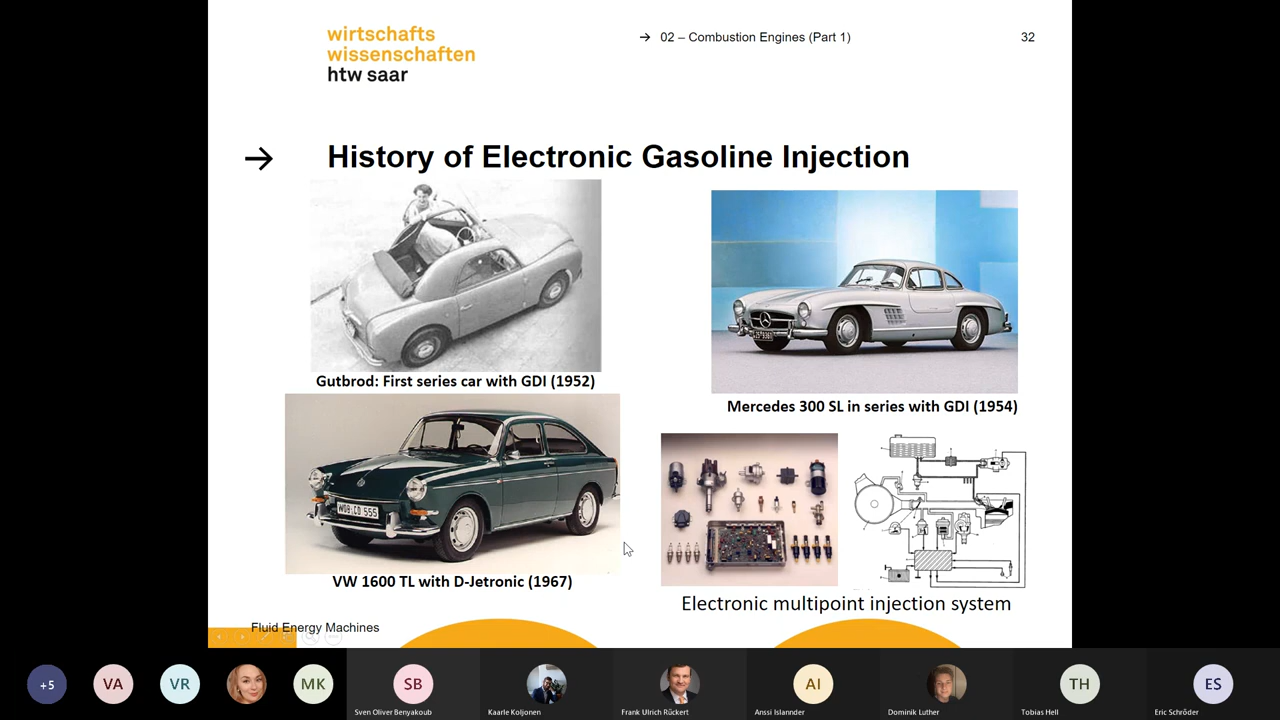 wirtschafts
wissenschaften
htw saar
→ 02 – Combustion Engines (Part 1)
32
→ History of Electronic Gasoline Injection
Gutbrod: First series car with GDI (1952)
Mercedes 300 SL in series with GDI (1954)
WOB:CD 555
VW 1600 TL with D-Jetronic (1967)
Electronic multipoint injection system
Fluid Energy Machines
+5
VA
VR
MK
SB
AI
TH
ES
Sven Oliver Benyakoub
Kaarle Koljonen
Frank Ulrich Rückert
Anssi Islannder
Dominik Luther
Tobias Hell
Eric Schröder